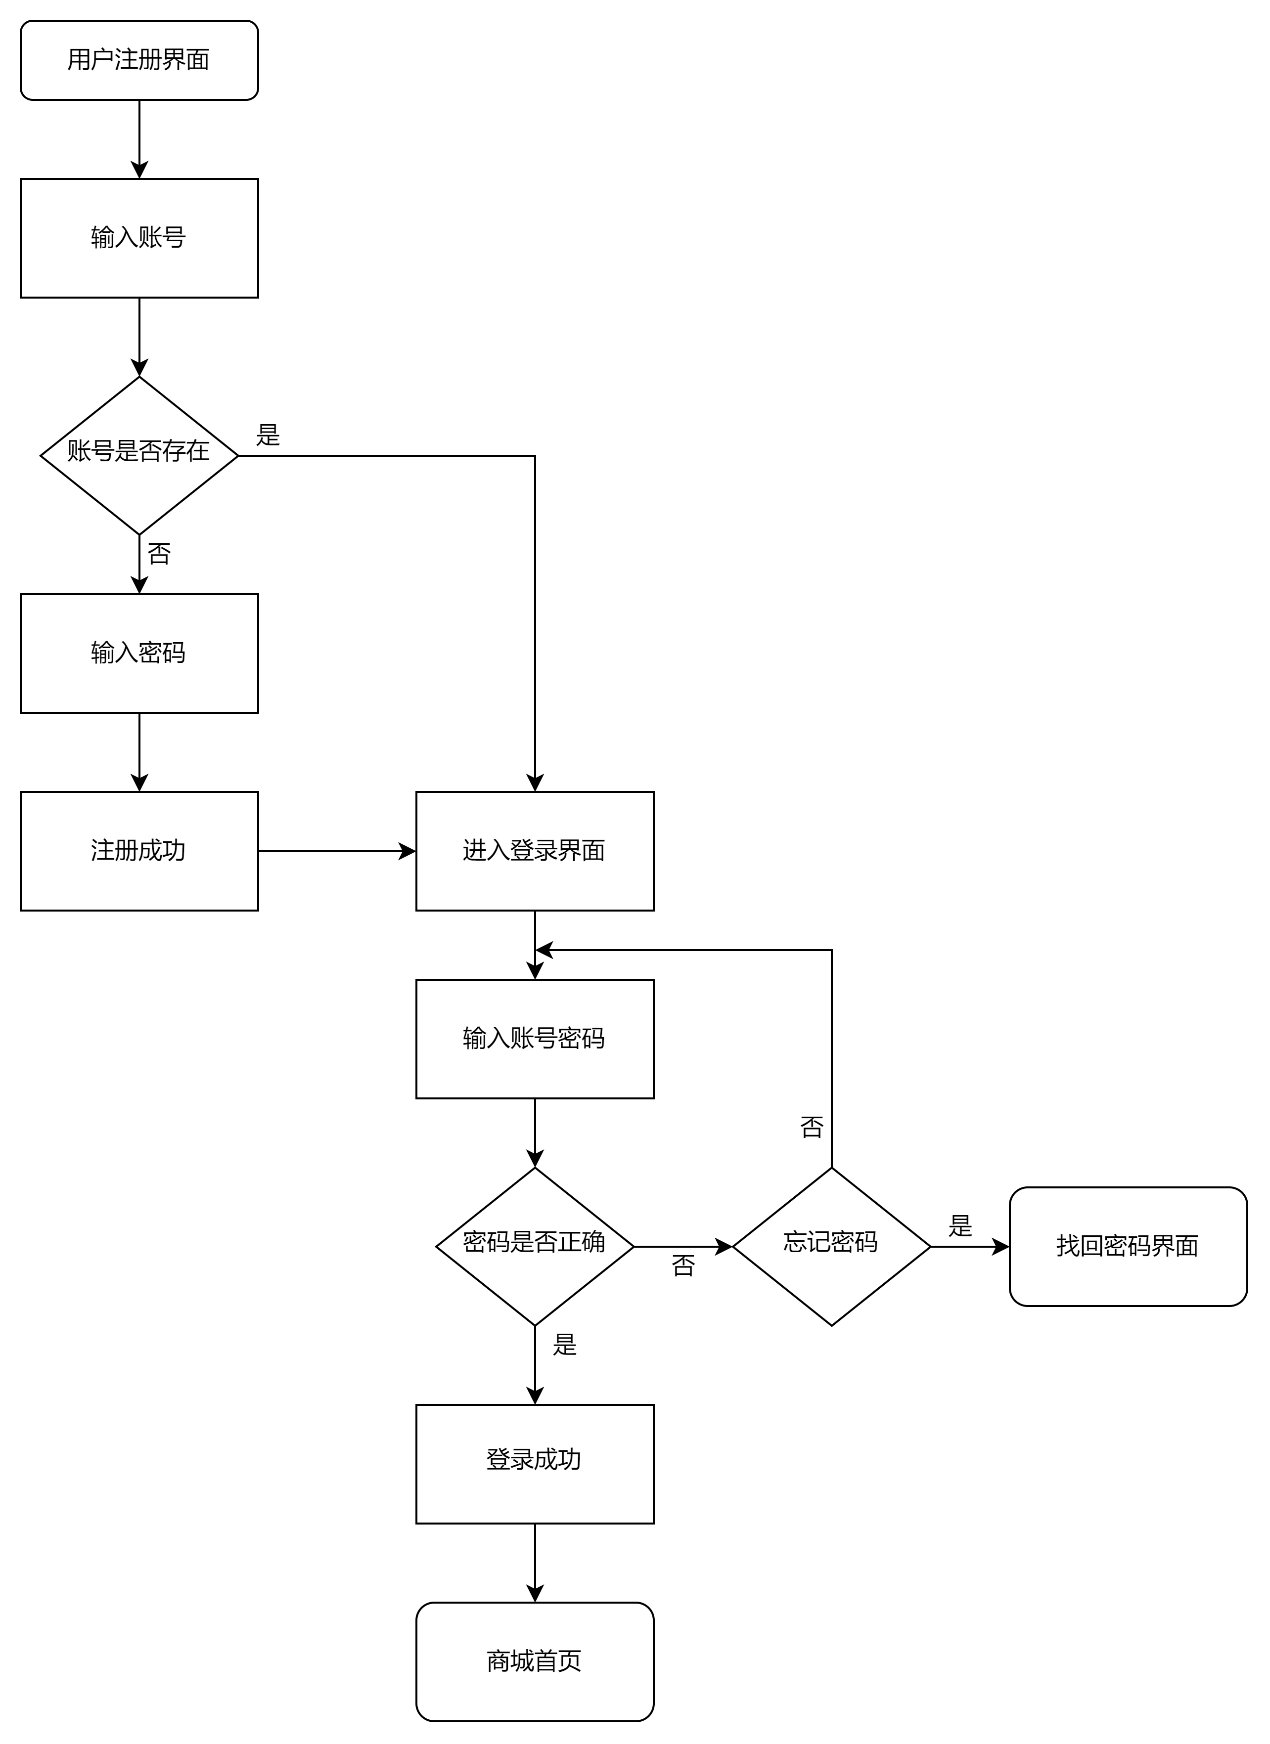 用户注册界面
输入账号
账号是否存在
是
否
输入密码
注册成功
进入登录界面
输入账号密码
否
密码是否正确
否
忘记密码
是
找回密码界面
是
登录成功
商城首页